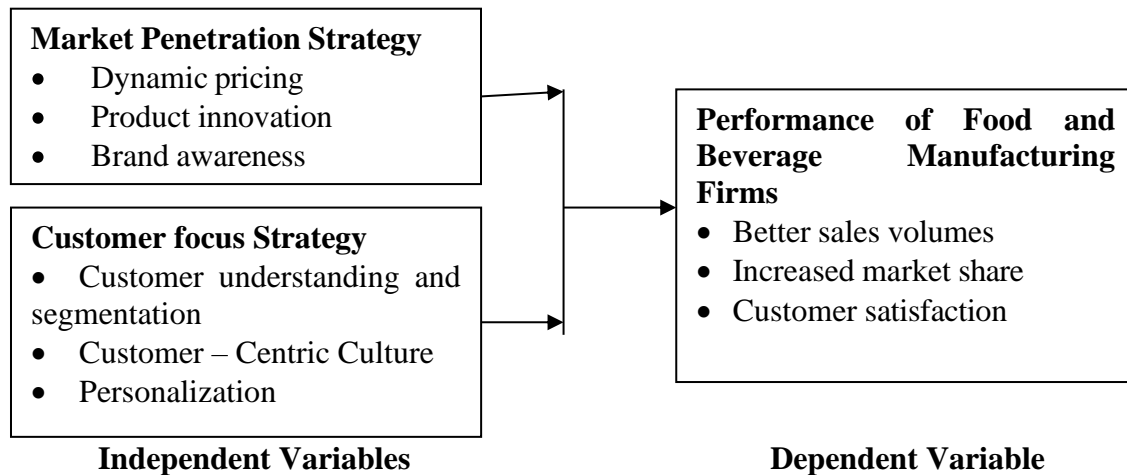 Market Penetration Strategy
• Dynamic pricing
• Product innovation
• Brand awareness
Customer focus Strategy
• Customer understanding and
segmentation
• Customer – Centric Culture
• Personalization
Independent Variables
Performance of Food and
Beverage Manufacturing
Firms
• Better sales volumes
• Increased market share
• Customer satisfaction
Dependent Variable